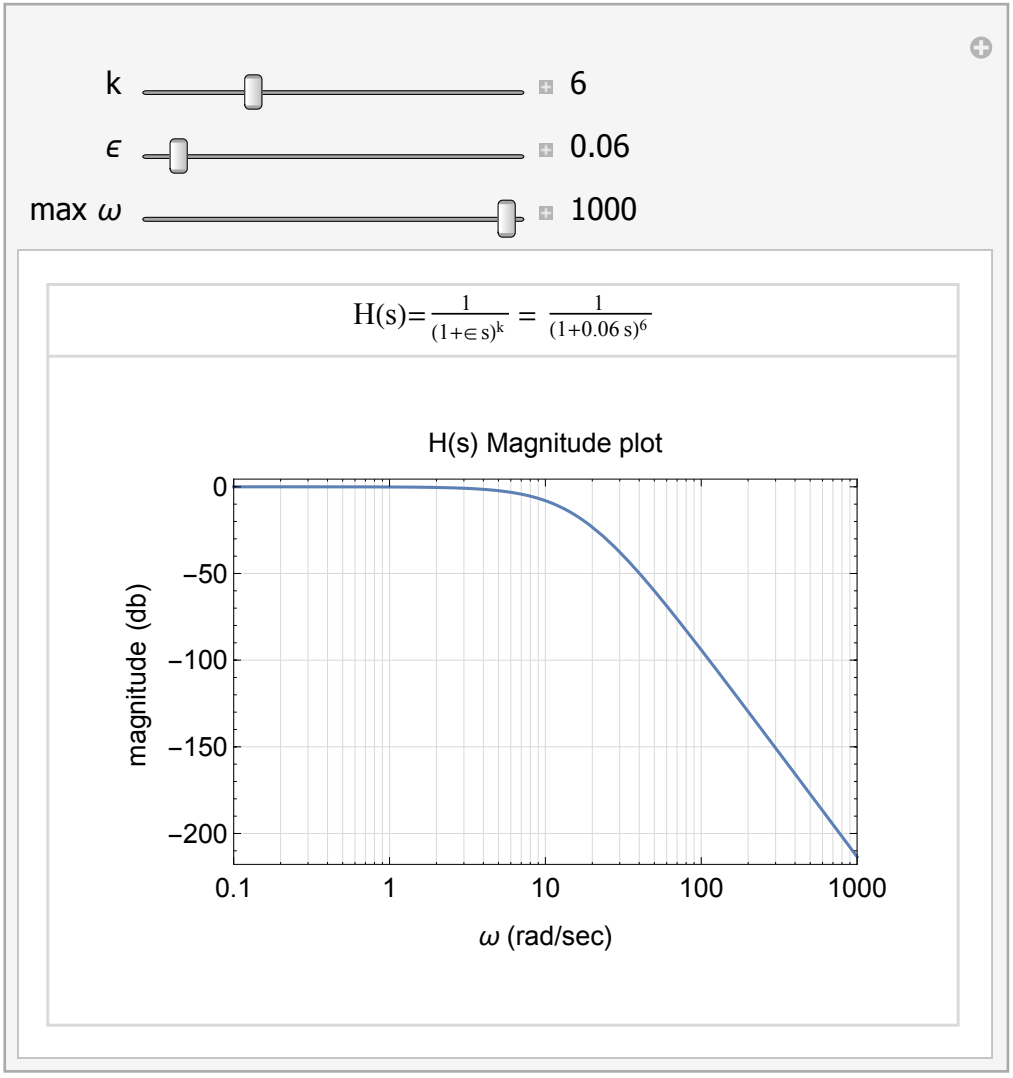 k 6
ϵ 0.06
max ω 1000
H(s)=1/(1+ϵ s)^k = 1/(1+0.06 s)^6
H(s) Magnitude plot
0
−50
−100
−150
−200
magnitude (db)
0.1 1 10 100 1000
ω (rad/sec)